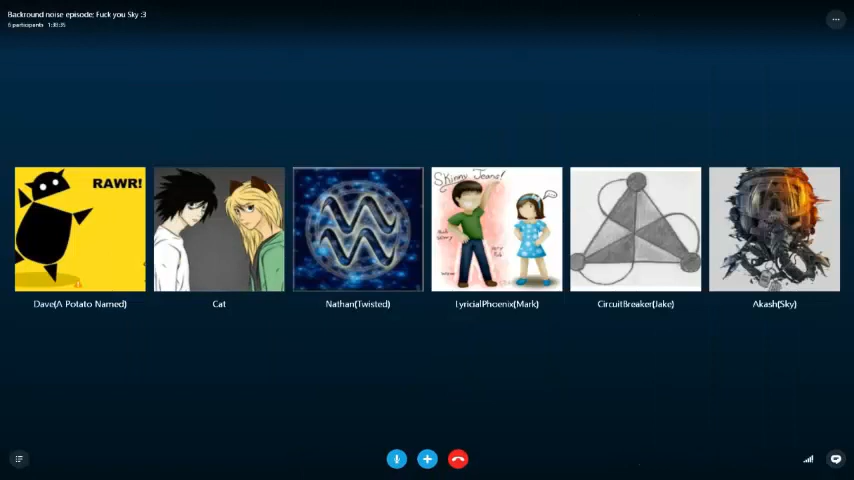 Backround noise episode: Fuck you Sky :3
6 participants 1:38:35
RAWR!
Skinny Jeans!
Dave(A Potato Named)
Cat
Nathan(Twisted)
LyricialPhoenix(Mark)
CircuitBreaker(Jake)
Akash(Sky)